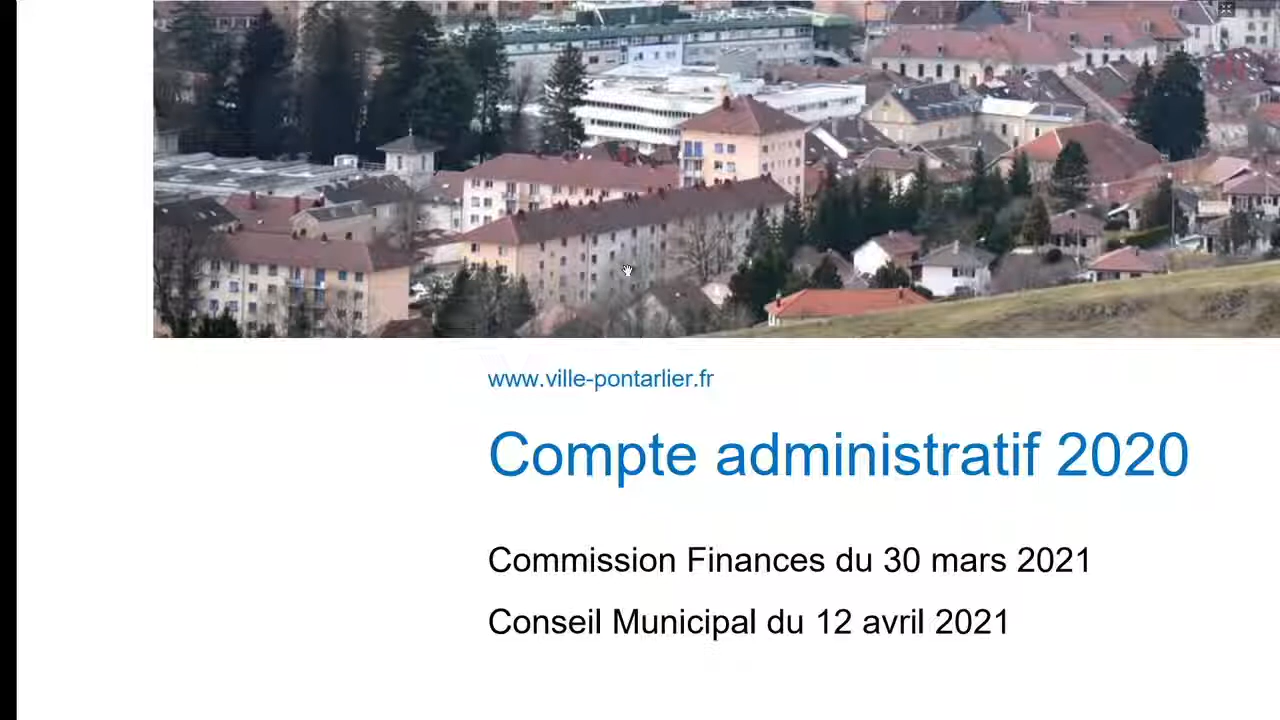 www.ville-pontarlier.fr
Compte administratif 2020
Commission Finances du 30 mars 2021
Conseil Municipal du 12 avril 2021